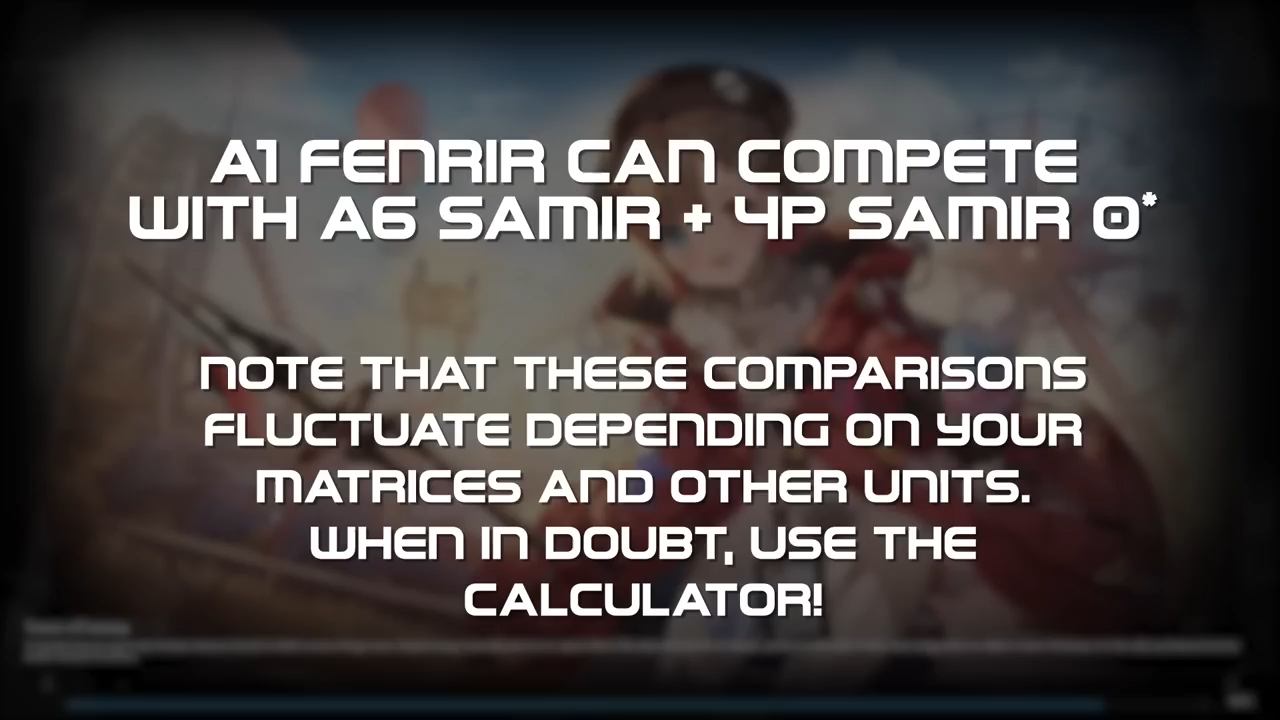 A1 FENRIR CAN COMPETE
WITH A6 SAMIR + 4P SAMIR 0*
NOTE THAT THESE COMPARISONS
FLUCTUATE DEPENDING ON YOUR
MATRICES AND OTHER UNITS.
WHEN IN DOUBT, USE THE
CALCULATOR!